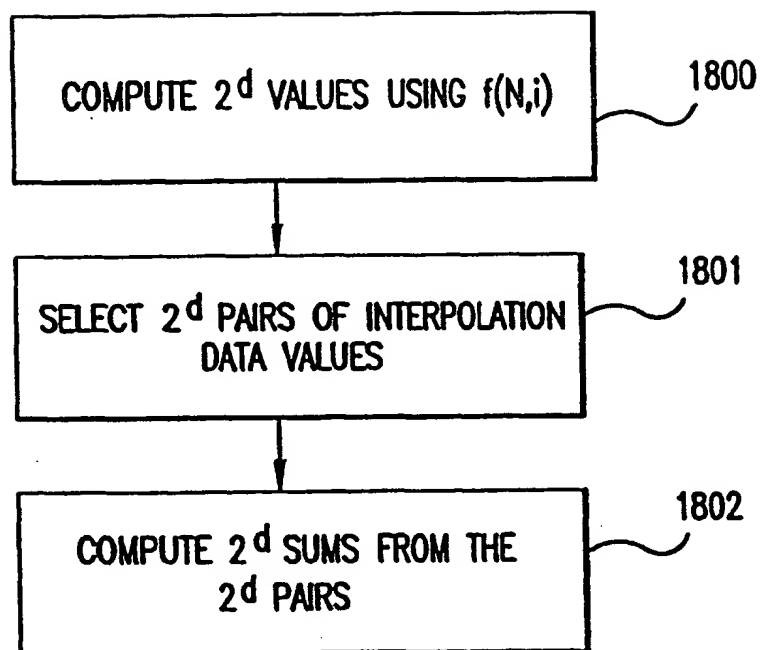 COMPUTE 2ᵈ VALUES USING f(N,i)
1800
SELECT 2ᵈ PAIRS OF INTERPOLATION
DATA VALUES
1801
COMPUTE 2ᵈ SUMS FROM THE
2ᵈ PAIRS
1802